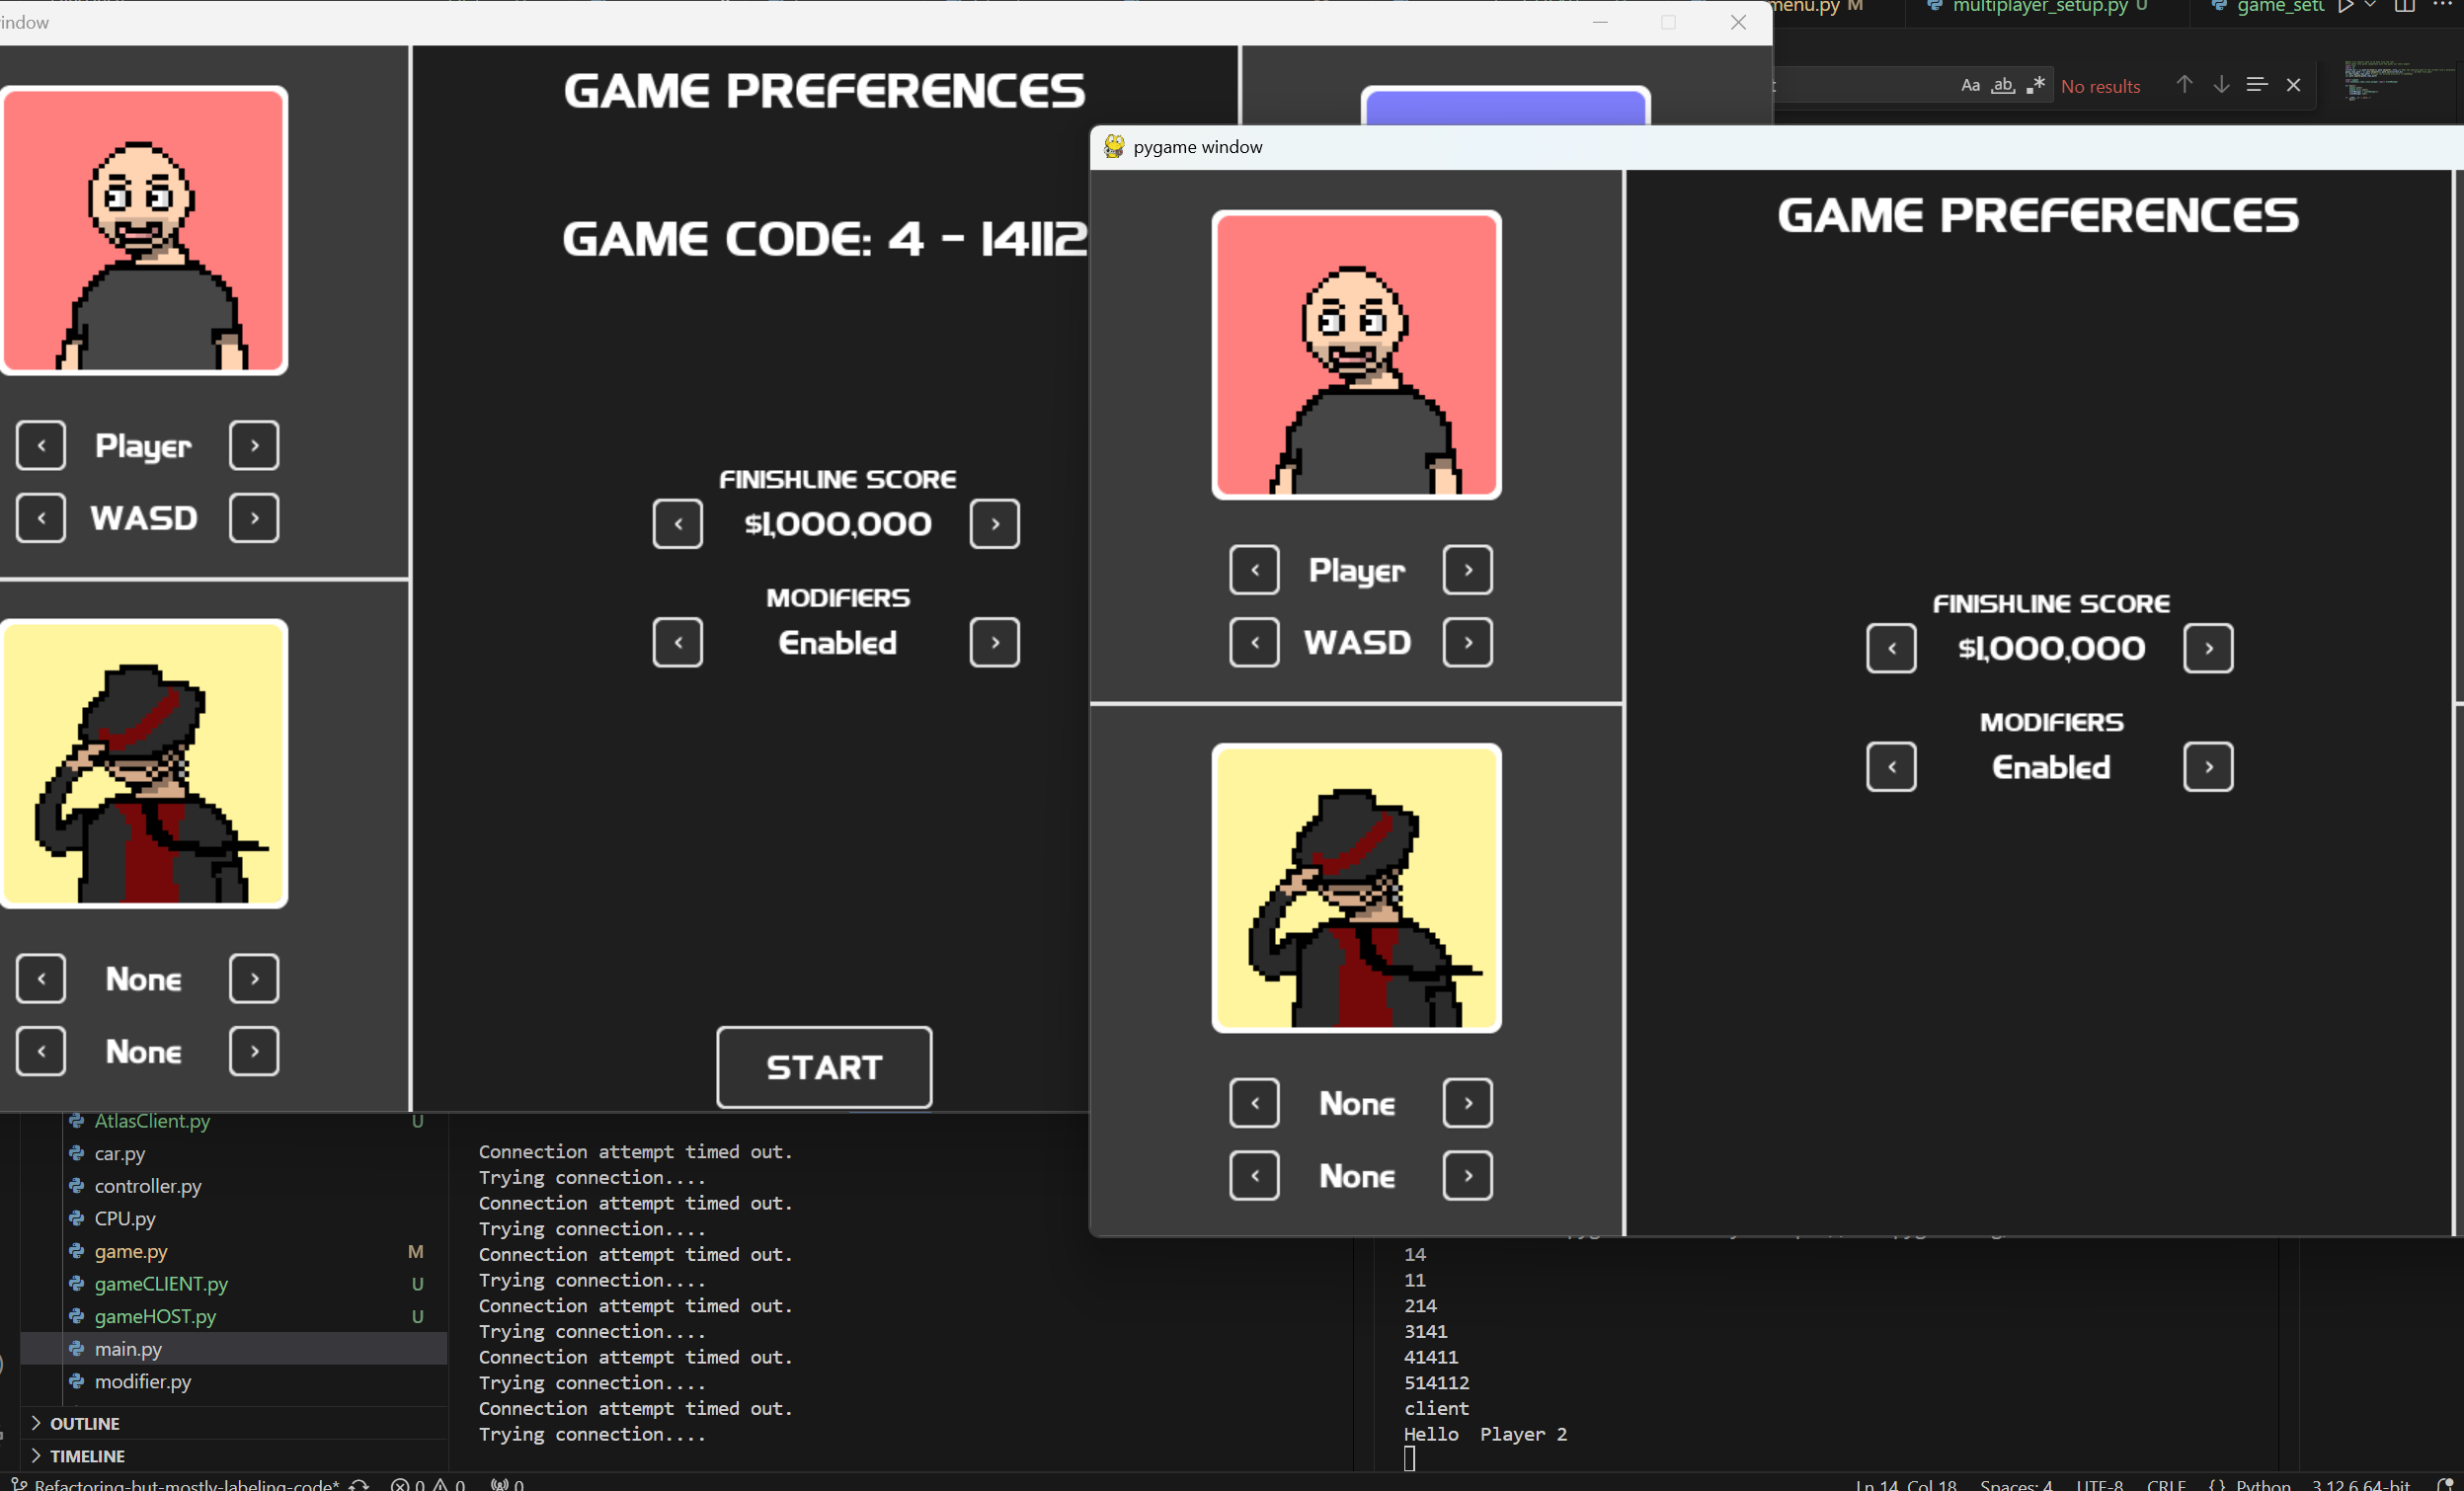 indow
menu.py M
multiplayer_setup.py U
game_setu
GAME PREFERENCES
GAME CODE: 4 - 14112
Player
WASD
FINISHLINE SCORE
$1,000,000
MODIFIERS
Enabled
None
None
START
Aa ab .* No results
pygame window
GAME PREFERENCES
Player
WASD
FINISHLINE SCORE
$1,000,000
MODIFIERS
Enabled
None
None
AtlasClient.py U
car.py
controller.py
CPU.py
game.py M
gameCLIENT.py U
gameHOST.py U
main.py
modifier.py
OUTLINE
TIMELINE
Connection attempt timed out.
Trying connection....
Connection attempt timed out.
Trying connection....
Connection attempt timed out.
Trying connection....
Connection attempt timed out.
Trying connection....
Connection attempt timed out.
Trying connection....
Connection attempt timed out.
Trying connection....
14
11
214
3141
41411
514112
client
Hello  Player 2
Refactoring-but-mostly-labeling-code* 0 0 0
Ln 14, Col 18 Spaces: 4 UTF-8 CRLF {} Python 3.12.6 64-bit